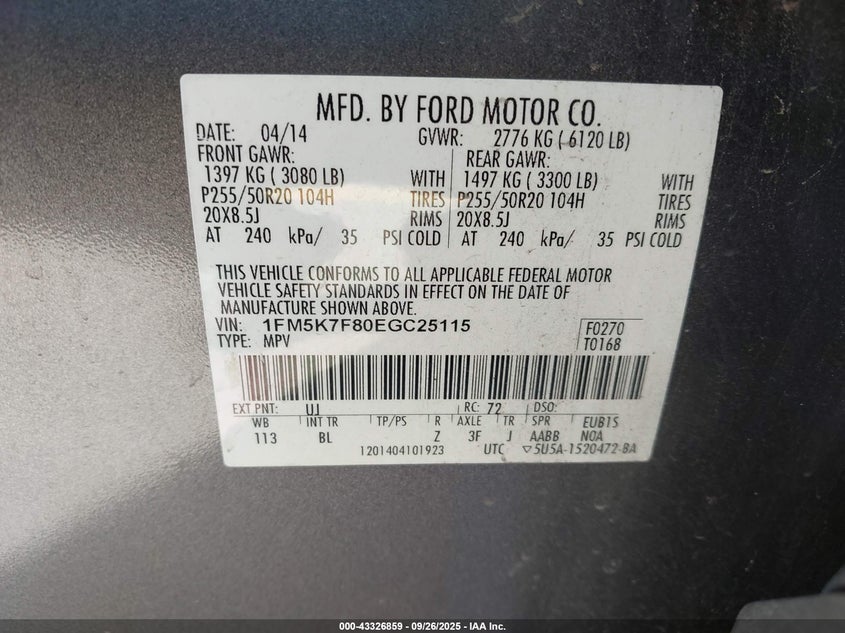 MFD. BY FORD MOTOR CO.
DATE: 04/14 GVWR: 2776 KG ( 6120 LB)
FRONT GAWR: REAR GAWR:
1397 KG ( 3080 LB) WITH 1497 KG ( 3300 LB) WITH
P255/50R20 104H TIRES P255/50R20 104H TIRES
20X8.5J RIMS 20X8.5J RIMS
AT 240 kPa/ 35 PSI COLD AT 240 kPa/ 35 PSI COLD
THIS VEHICLE CONFORMS TO ALL APPLICABLE FEDERAL MOTOR
VEHICLE SAFETY STANDARDS IN EFFECT ON THE DATE OF
MANUFACTURE SHOWN ABOVE.
VIN: 1FM5K7F80EGC25115 F0270
TYPE: MPV T0168
EXT PNT: UJ RC: 72 DSO:
WB INT TR TP/PS R AXLE TR SPR EUB1S
113 BL Z 3F J AABB NOA
1201404101923 UTC ▽5U5A-1520472-BA
000-43326859 - 09/26/2025 - IAA Inc.